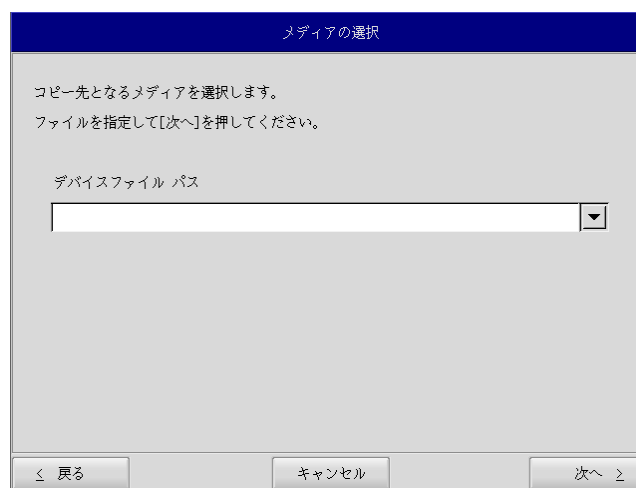 メディアの選択
コピー先となるメディアを選択します。
ファイルを指定して[次へ]を押してください。
デバイスファイル パス
< 戻る
キャンセル
次へ >